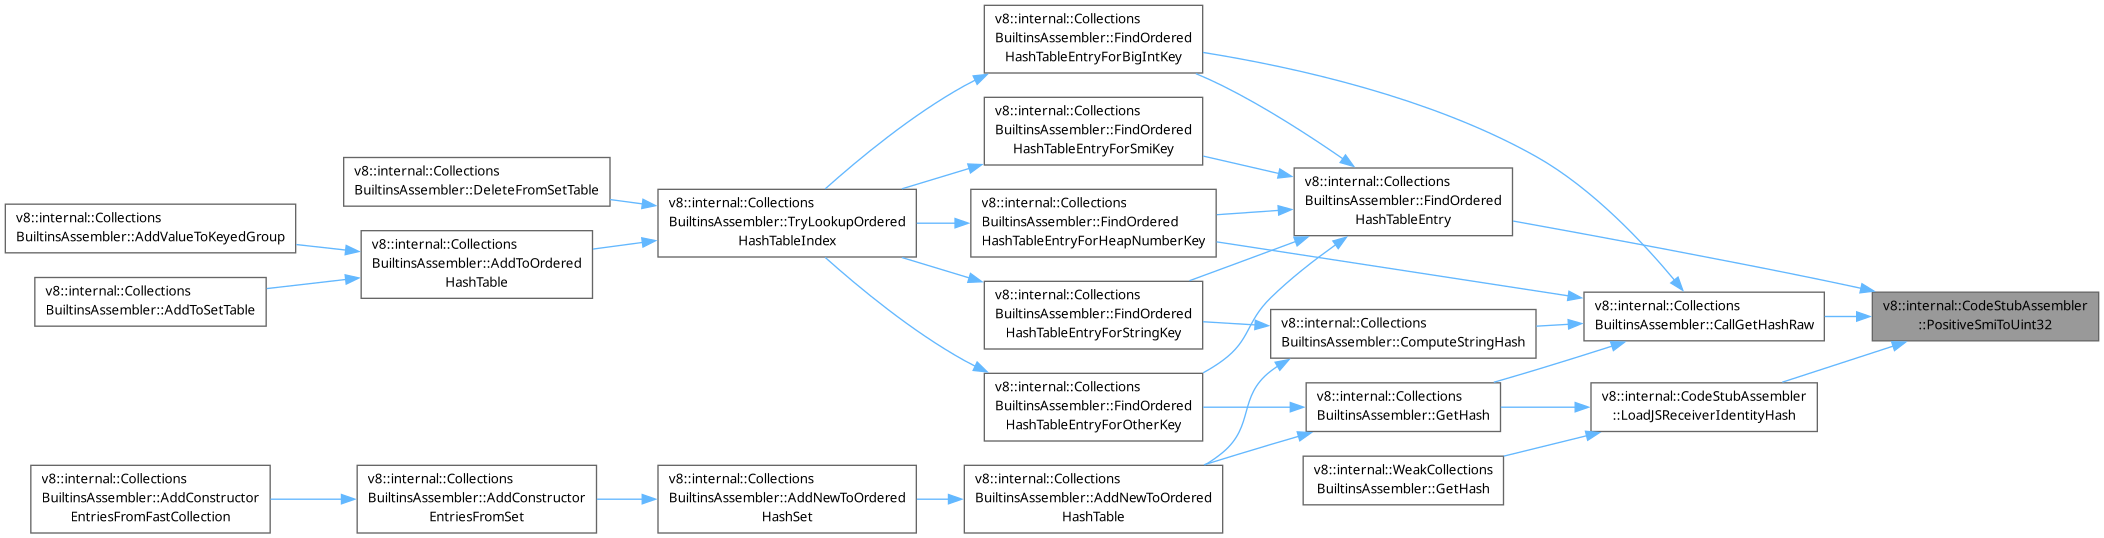 v8::internal::Collections
BuiltinsAssembler::FindOrdered
HashTableEntryForBigIntKey
v8::internal::Collections
BuiltinsAssembler::FindOrdered
HashTableEntryForSmiKey
v8::internal::Collections
BuiltinsAssembler::DeleteFromSetTable
v8::internal::Collections
BuiltinsAssembler::FindOrdered
HashTableEntry
v8::internal::Collections
BuiltinsAssembler::TryLookupOrdered
HashTableIndex
v8::internal::Collections
BuiltinsAssembler::FindOrdered
HashTableEntryForHeapNumberKey
v8::internal::Collections
BuiltinsAssembler::AddValueToKeyedGroup
v8::internal::Collections
BuiltinsAssembler::AddToOrdered
HashTable
v8::internal::Collections
BuiltinsAssembler::AddToSetTable
v8::internal::Collections
BuiltinsAssembler::FindOrdered
HashTableEntryForStringKey
v8::internal::Collections
BuiltinsAssembler::CallGetHashRaw
v8::internal::CodeStubAssembler
::PositiveSmiToUint32
v8::internal::Collections
BuiltinsAssembler::ComputeStringHash
v8::internal::Collections
BuiltinsAssembler::FindOrdered
HashTableEntryForOtherKey
v8::internal::Collections
BuiltinsAssembler::GetHash
v8::internal::CodeStubAssembler
::LoadJSReceiverIdentityHash
v8::internal::WeakCollections
BuiltinsAssembler::GetHash
v8::internal::Collections
BuiltinsAssembler::AddConstructor
EntriesFromFastCollection
v8::internal::Collections
BuiltinsAssembler::AddConstructor
EntriesFromSet
v8::internal::Collections
BuiltinsAssembler::AddNewToOrdered
HashSet
v8::internal::Collections
BuiltinsAssembler::AddNewToOrdered
HashTable